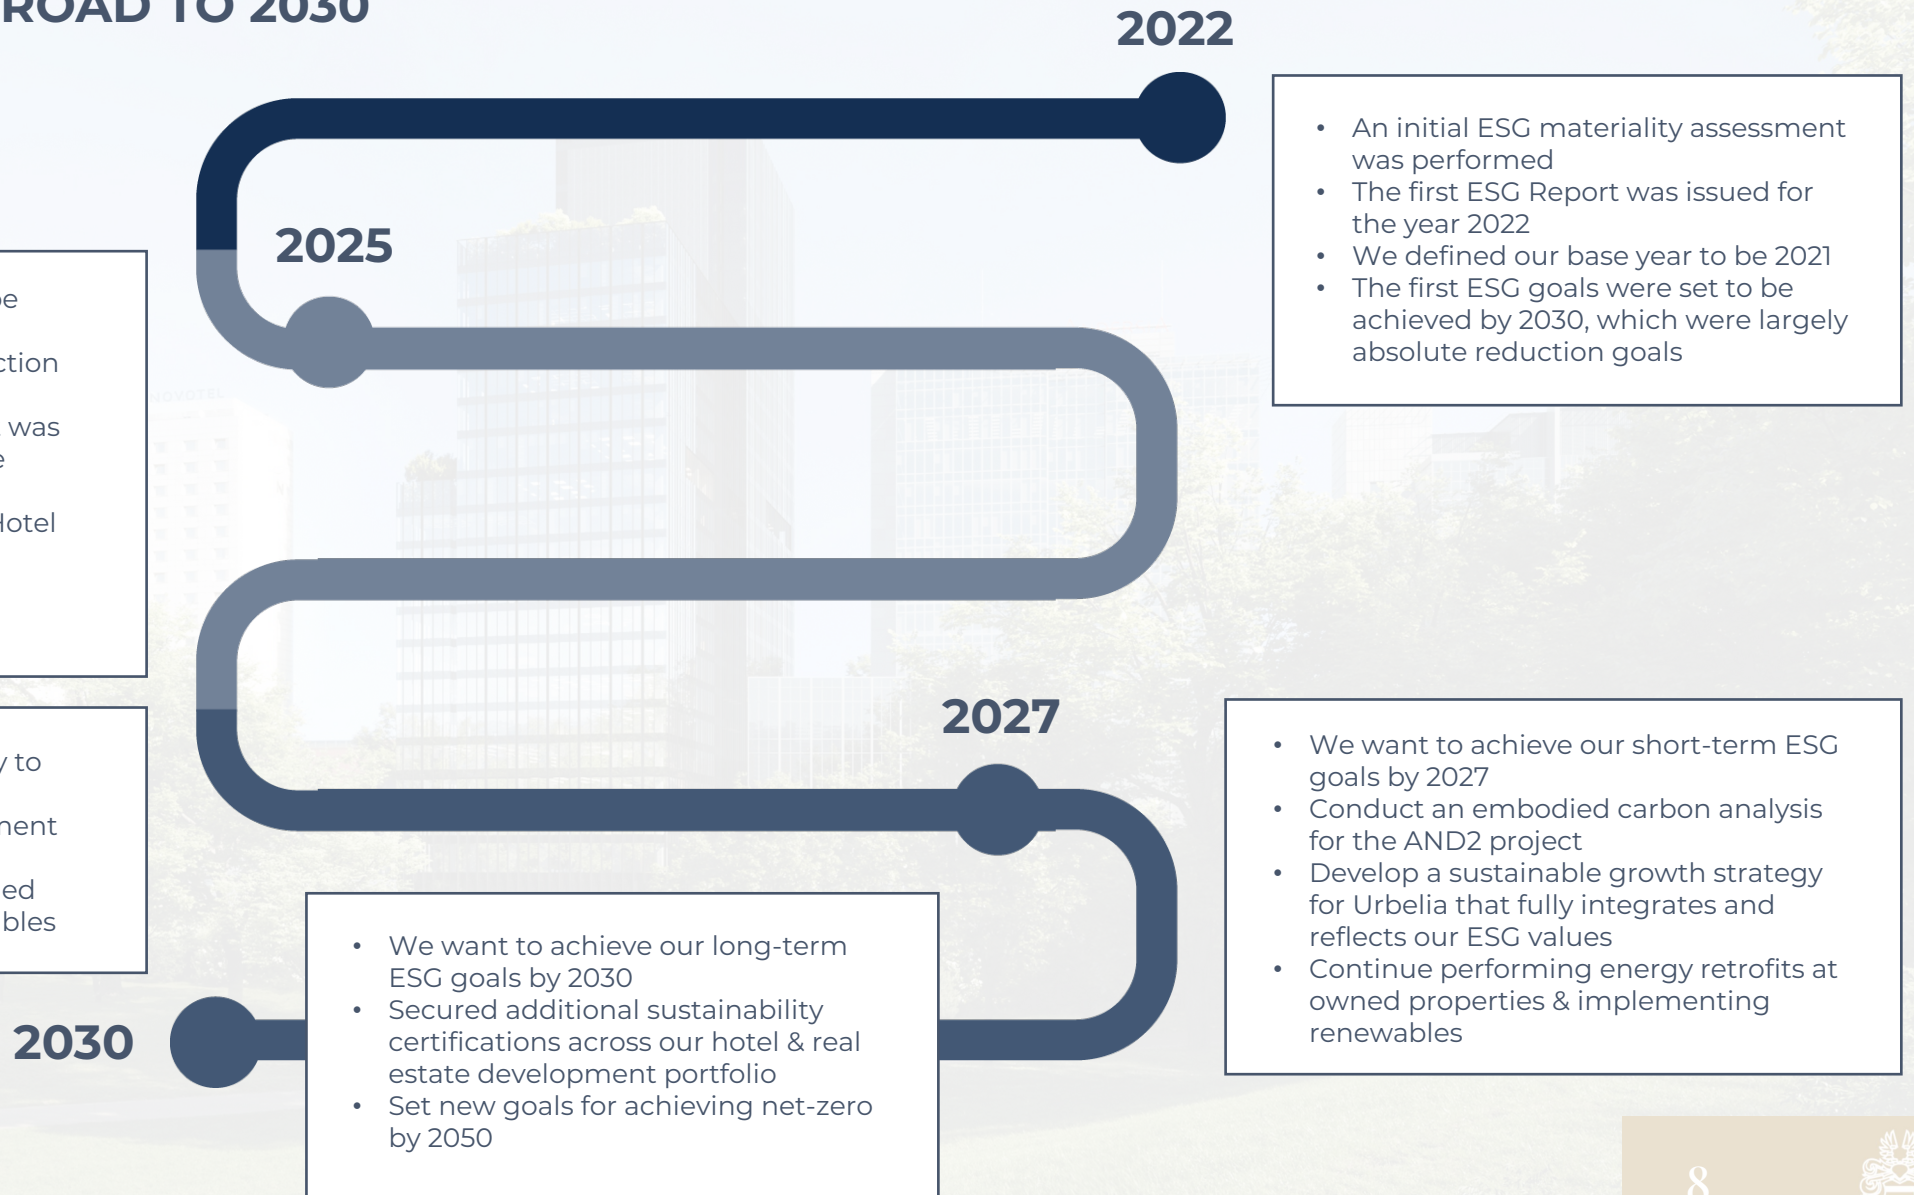 ROAD TO 2030
2022
An initial ESG materiality assessment
was performed
The first ESG Report was issued for
the year 2022
We defined our base year to be 2021
The first ESG goals were set to be
achieved by 2030, which were largely
absolute reduction goals
2025
was
NOVOTEL
2027
We want to achieve our short-term ESG
goals by 2027
Conduct an embodied carbon analysis
for the AND2 project
Develop a sustainable growth strategy
for Urbelia that fully integrates and
reflects our ESG values
Continue performing energy retrofits at
owned properties & implementing
renewables
to
2030
We want to achieve our long-term
ESG goals by 2030
Secured additional sustainability
certifications across our hotel & real
estate development portfolio
Set new goals for achieving net-zero
by 2050
8